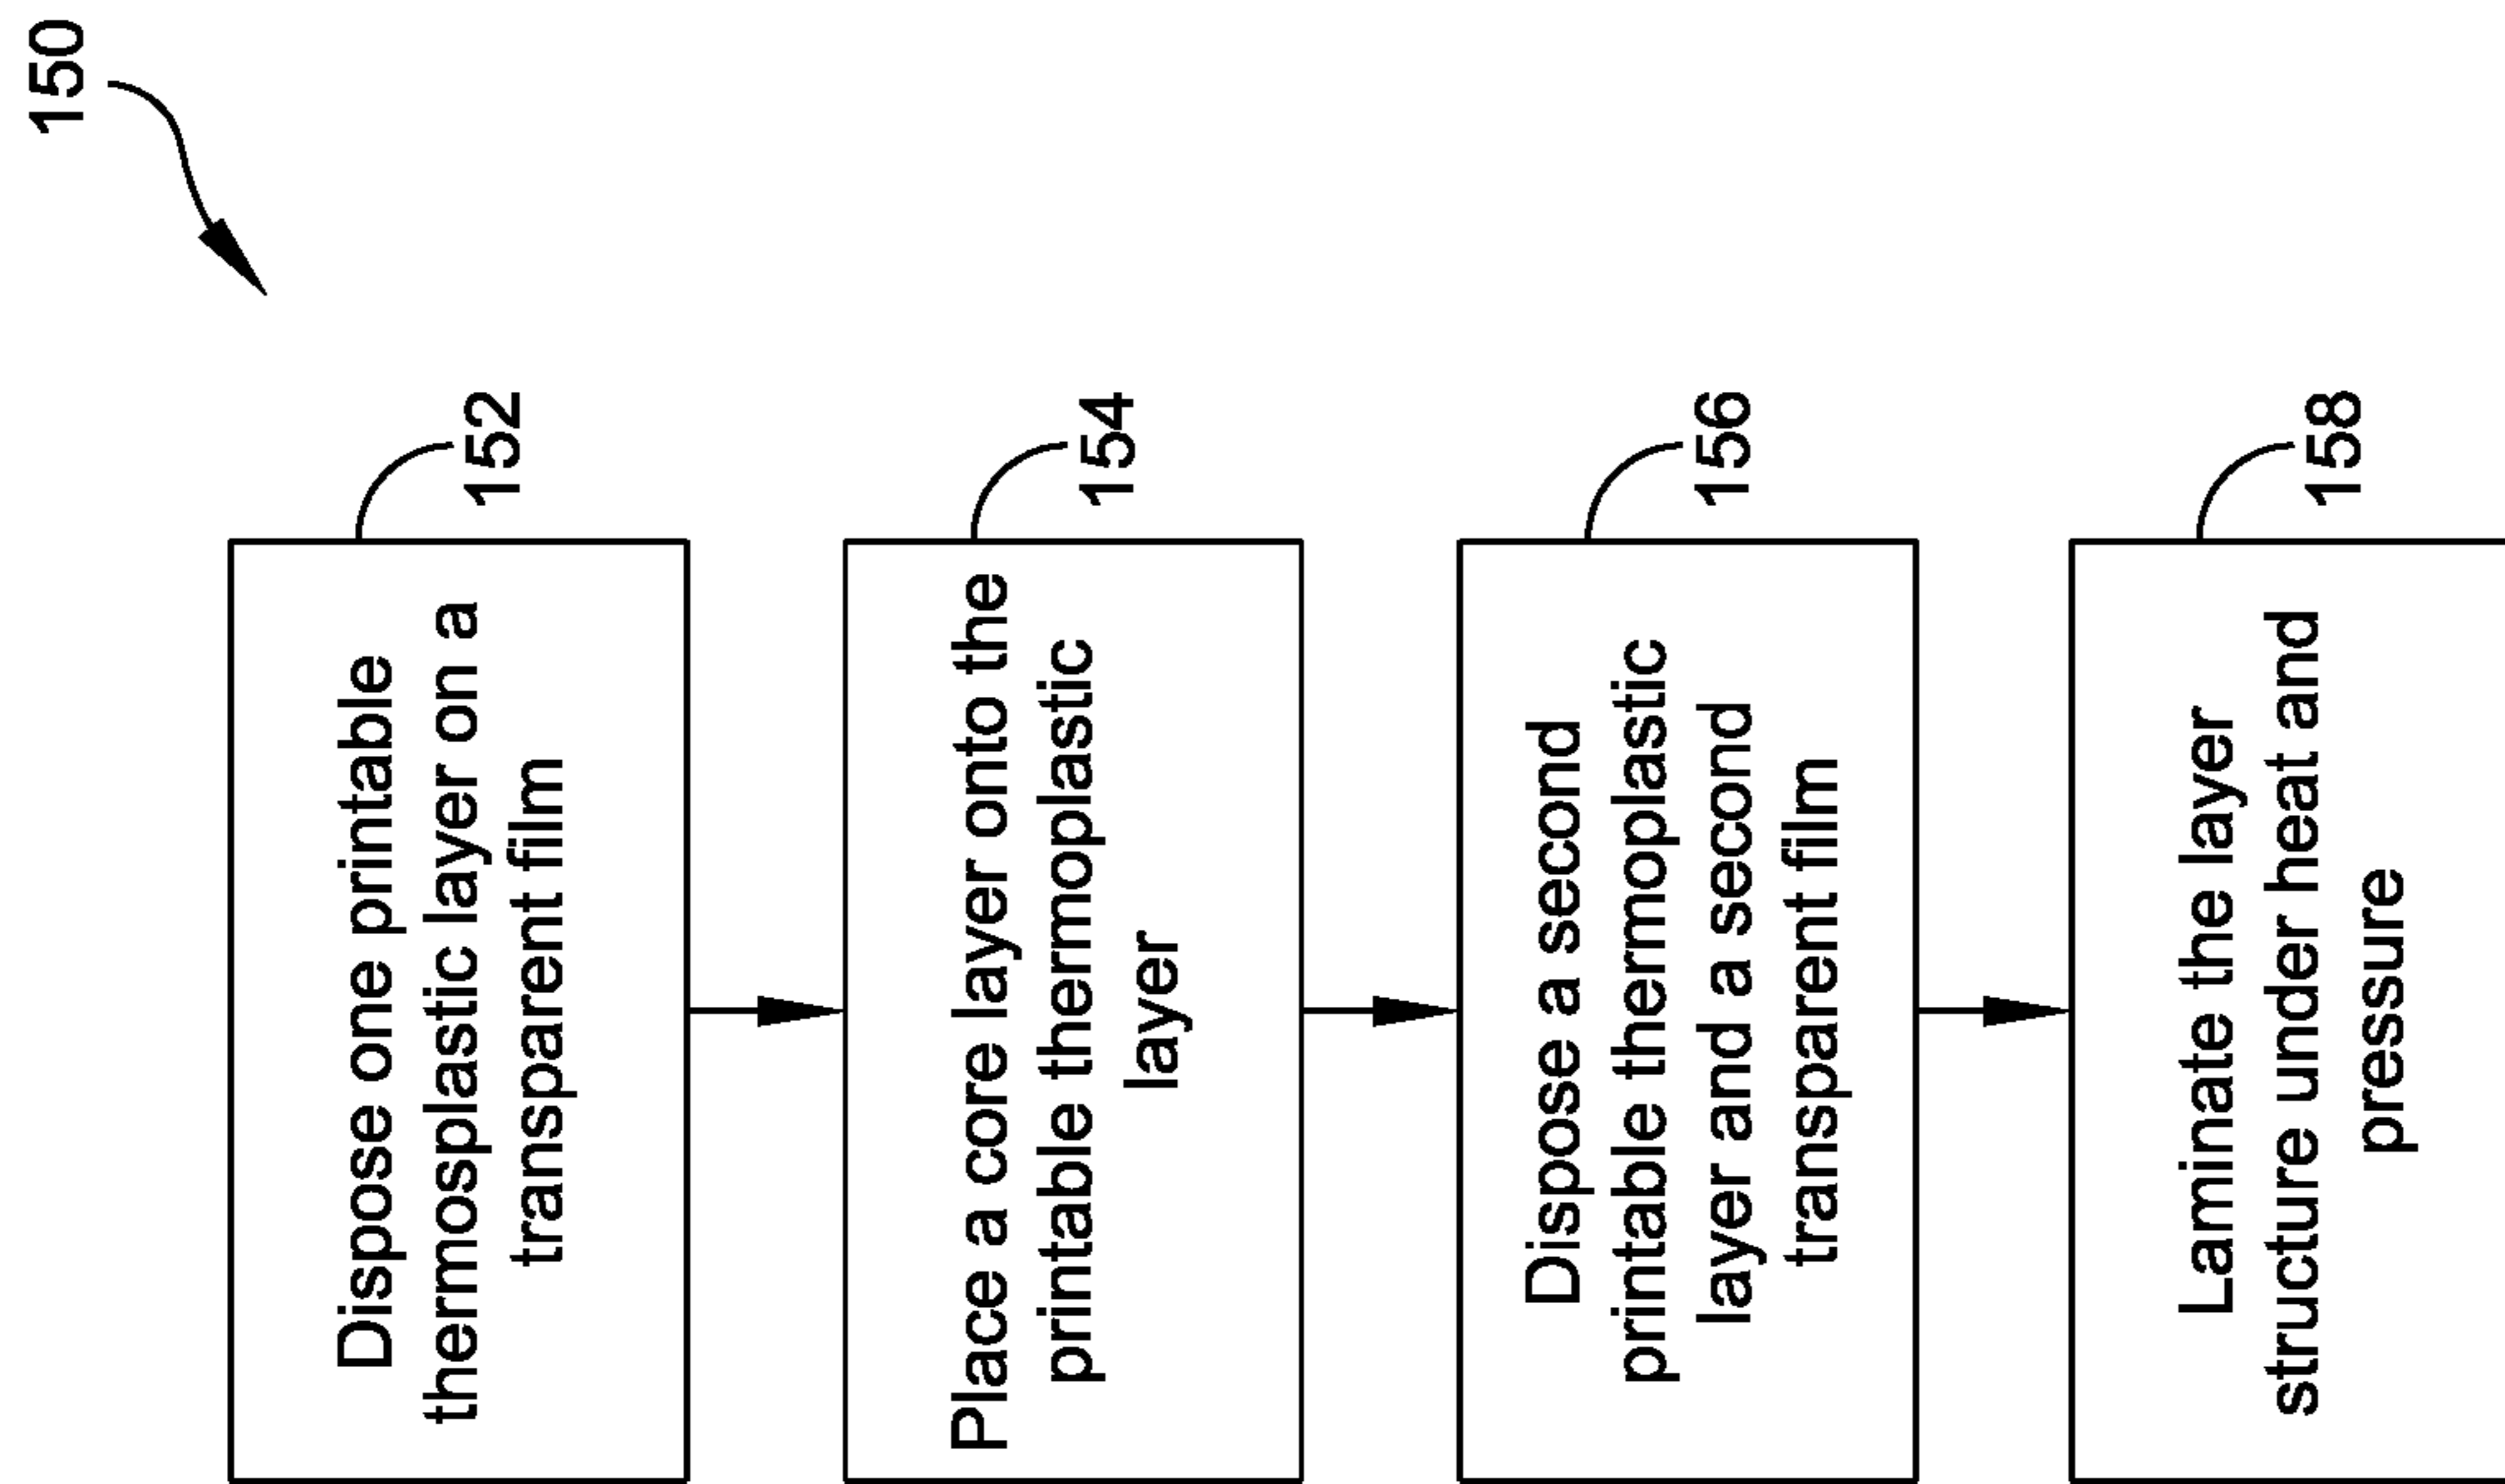 150
Dispose one printable
thermosplastic layer on a
transparent film
152
Place a core layer onto the
printable thermoplastic
layer
154
Dispose a second
printable thermoplastic
layer and a second
transparent film
156
Laminate the layer
structure under heat and
pressure
158